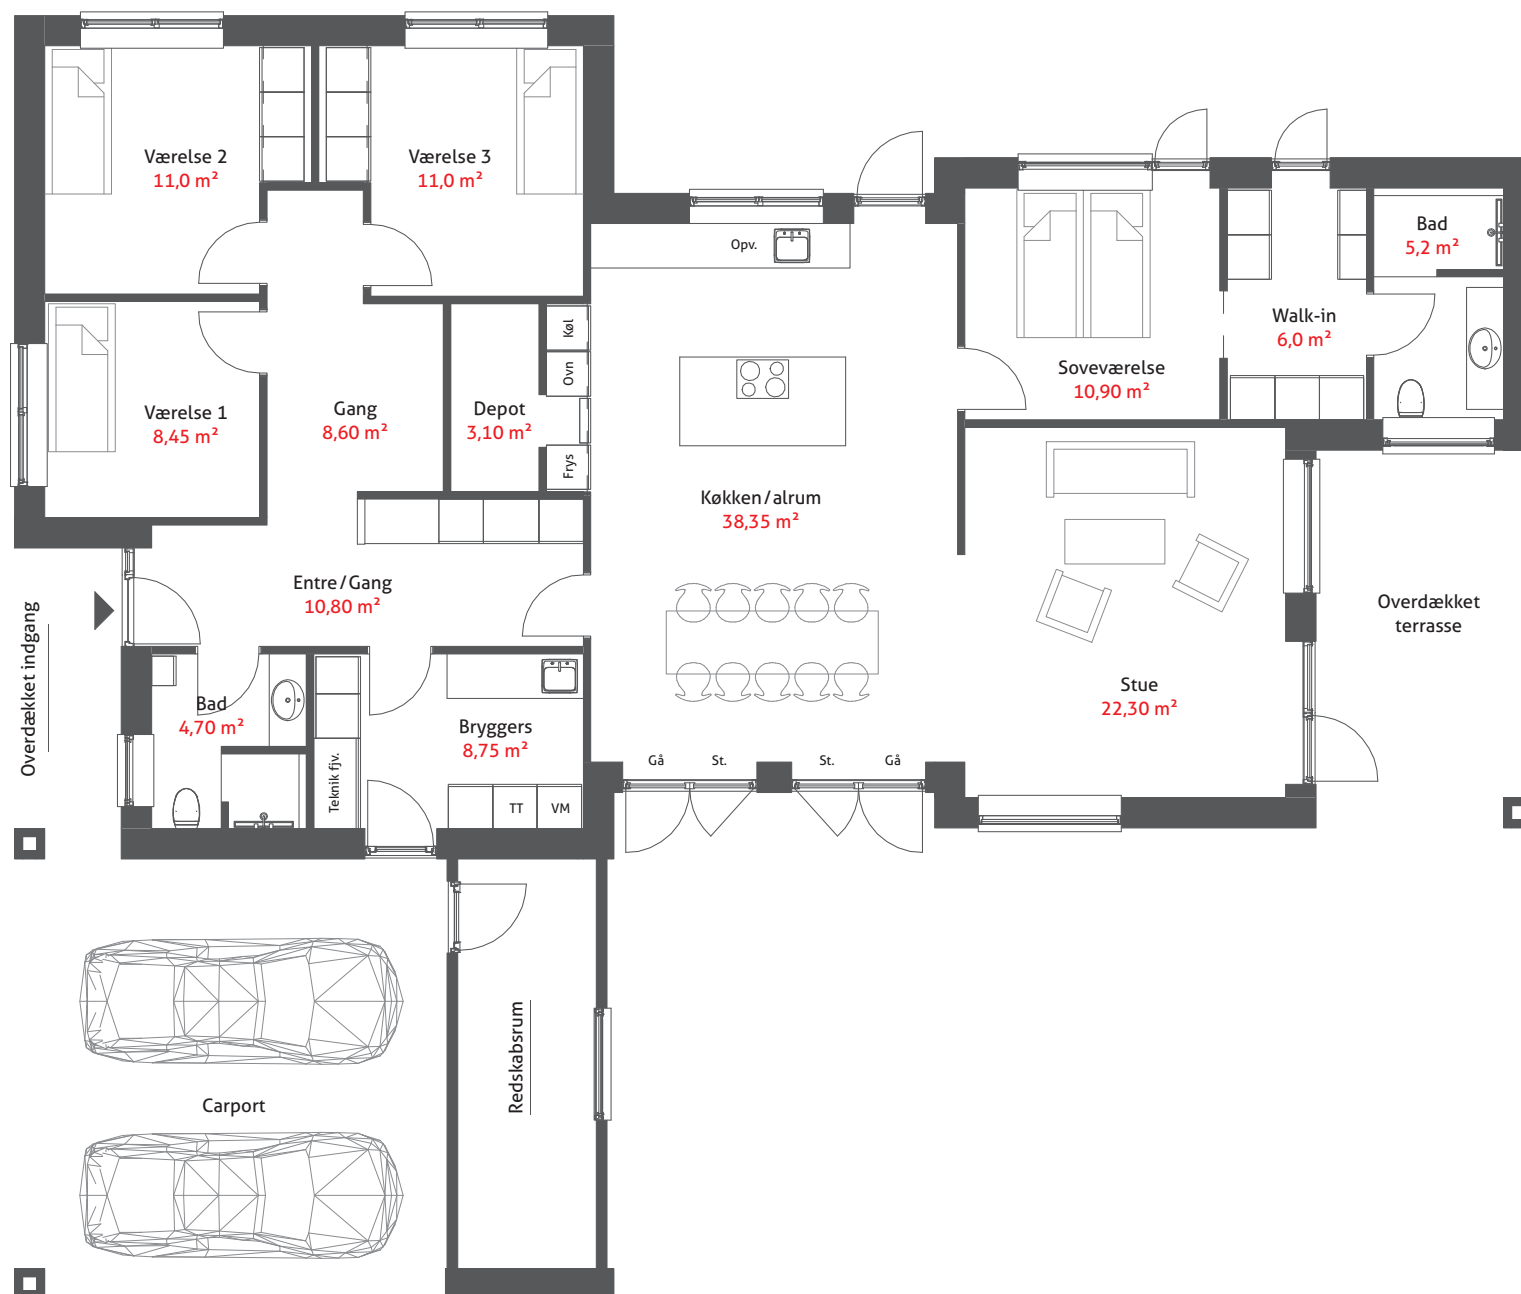 Værelse 2
11,0 m²
Værelse 3
11,0 m²
Opv.
Bad
5,2 m²
Walk-in
6,0 m²
Soveværelse
10,90 m²
Køl
Ovn
Frys
Værelse 1
8,45 m²
Gang
8,60 m²
Depot
3,10 m²
Køkken/alrum
38,35 m²
Entre/Gang
10,80 m²
Overdækket indgang
Overdækket
terrasse
Stue
22,30 m²
Bad
4,70 m²
Bryggers
8,75 m²
Teknik fjv.
TT
VM
Gå
St.
St.
Gå
Redskabsrum
Carport